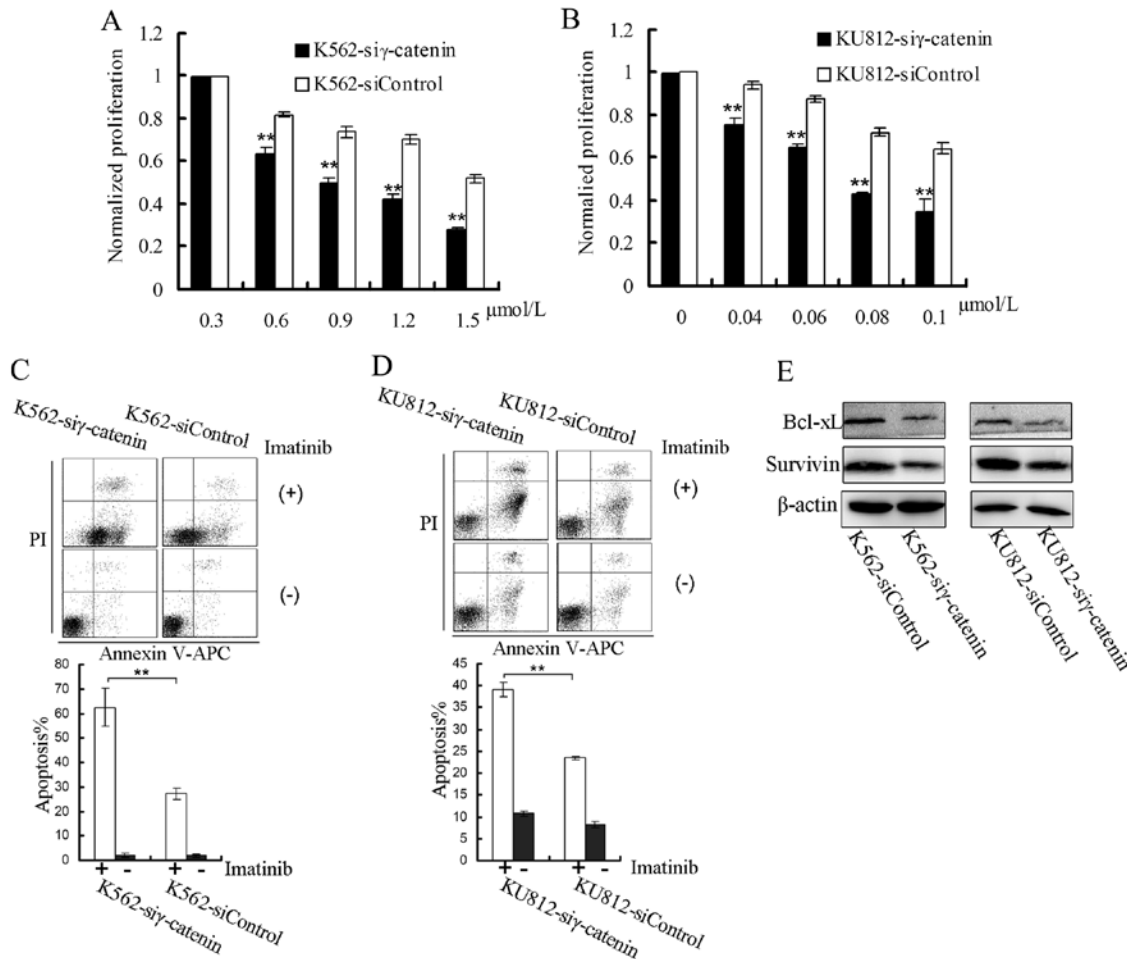 A
K562-siγ-catenin
K562-siControl
Normalized proliferation
1.2
1
0.8
0.6
0.4
0.2
0
**
**
**
**
0.3 0.6 0.9 1.2 1.5 μmol/L
B
KU812-siγ-catenin
KU812-siControl
Normalied proliferation
1.2
1
0.8
0.6
0.4
0.2
0
**
**
**
**
0 0.04 0.06 0.08 0.1 μmol/L
C
K562-siγ-catenin
K562-siControl
Imatinib
(+)
(-)
PI
Annexin V-APC
Apoptosis%
80
70
60
50
40
30
20
10
0
**
+ - + - Imatinib
K562-siγ-catenin
K562-siControl
D
KU812-siγ-catenin
KU812-siControl
Imatinib
(+)
(-)
PI
Annexin V-APC
Apoptosis%
45
40
35
30
25
20
15
10
5
0
**
+ - + - Imatinib
KU812-siγ-catenin
KU812-siControl
E
Bcl-xL
Survivin
β-actin
K562-siControl
K562-siγ-catenin
KU812-siControl
KU812-siγ-catenin